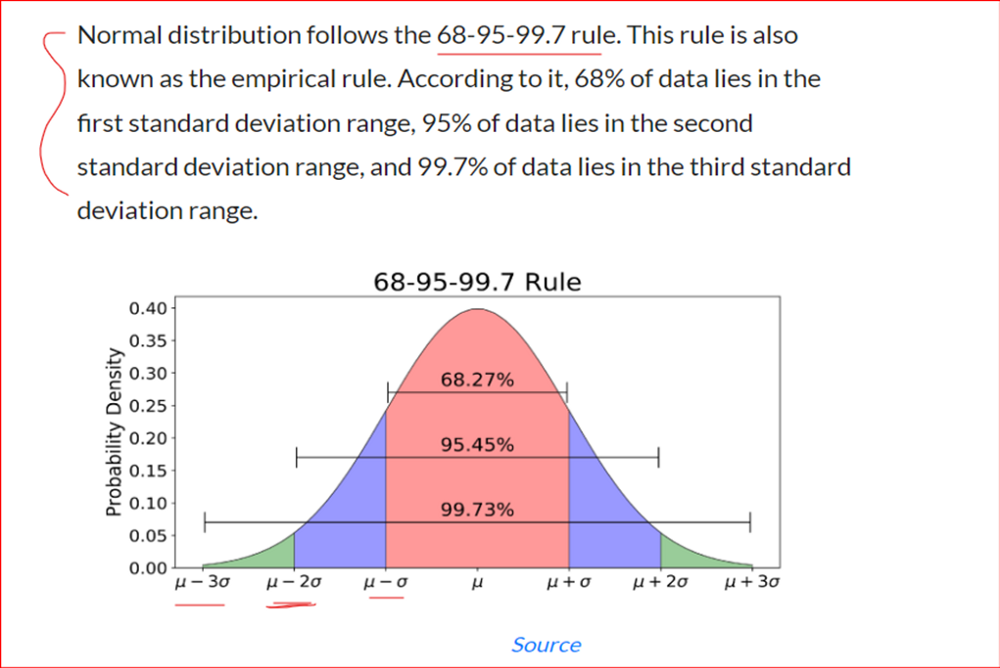 Normal distribution follows the 68-95-99.7 rule. This rule is also
known as the empirical rule. According to it, 68% of data lies in the
first standard deviation range, 95% of data lies in the second
standard deviation range, and 99.7% of data lies in the third standard
deviation range.
68-95-99.7 Rule
Probability Density
0.40
0.35
0.30
0.25
0.20
0.15
0.10
0.05
0.00
68.27%
95.45%
99.73%
μ − 3σ
μ − 2σ
μ − σ
μ
μ + σ
μ + 2σ
μ + 3σ
Source